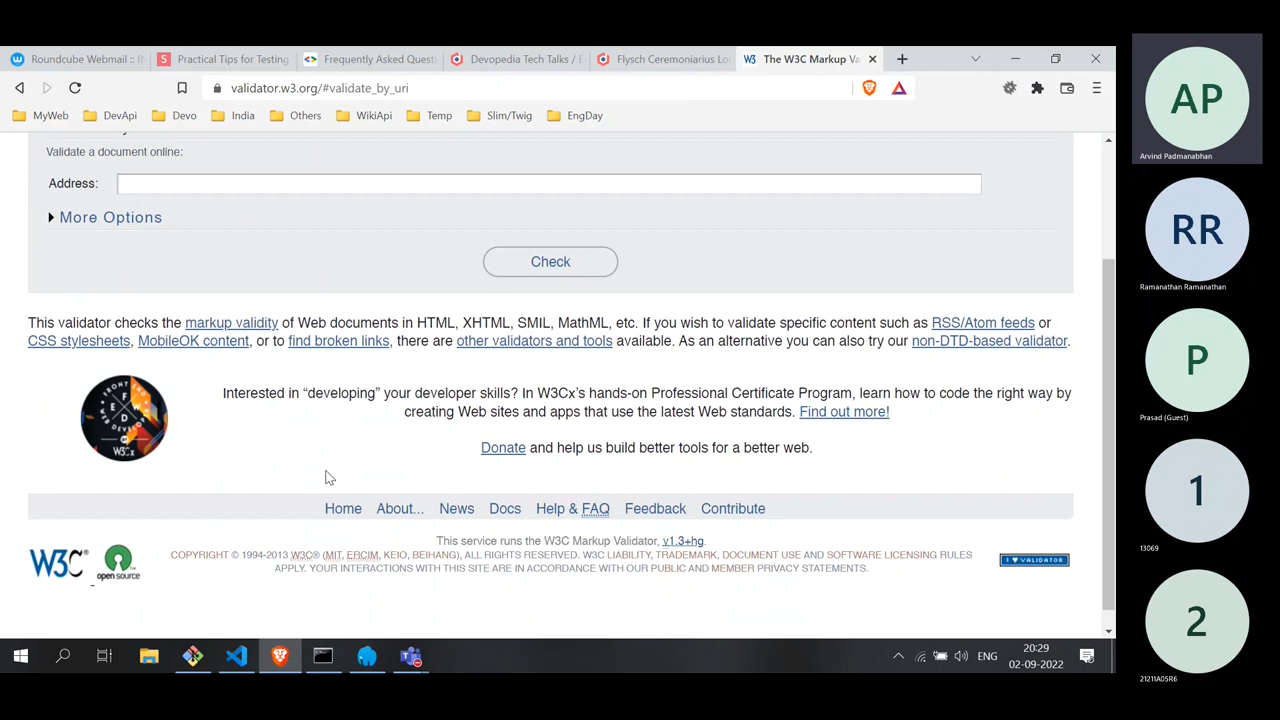 Roundcube Webmail :: I
Practical Tips for Testing
Frequently Asked Questi
Devopedia Tech Talks / E
Flysch Ceremoniarius Lo
The W3C Markup Va
validator.w3.org/#validate_by_uri
MyWeb DevApi Devo India Others WikiApi Temp Slim/Twig EngDay
Validate a document online:
Address:
More Options
Check
This validator checks the markup validity of Web documents in HTML, XHTML, SMIL, MathML, etc. If you wish to validate specific content such as RSS/Atom feeds or
CSS stylesheets, MobileOK content, or to find broken links, there are other validators and tools available. As an alternative you can also try our non-DTD-based validator.
FRONT END
WEB DEVELO
W3Cx
Interested in “developing” your developer skills? In W3Cx’s hands-on Professional Certificate Program, learn how to code the right way by
creating Web sites and apps that use the latest Web standards. Find out more!
Donate and help us build better tools for a better web.
Home About... News Docs Help & FAQ Feedback Contribute
W3C®
open source
This service runs the W3C Markup Validator, v1.3+hg.
COPYRIGHT © 1994-2013 W3C® (MIT, ERCIM, KEIO, BEIHANG), ALL RIGHTS RESERVED. W3C LIABILITY, TRADEMARK, DOCUMENT USE AND SOFTWARE LICENSING RULES
APPLY. YOUR INTERACTIONS WITH THIS SITE ARE IN ACCORDANCE WITH OUR PUBLIC AND MEMBER PRIVACY STATEMENTS.
I ♥ VALIDATOR
ENG
20:29
02-09-2022
AP
Arvind Padmanabhan
RR
Ramanathan Ramanathan
P
Prasad (Guest)
1
13069
2
21211A05R6